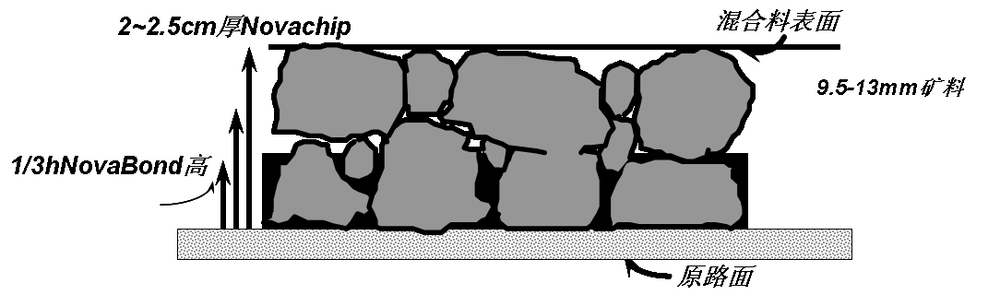 2~2.5cm厚Novachip
混合料表面
9.5-13mm矿料
1/3hNovaBond高
原路面